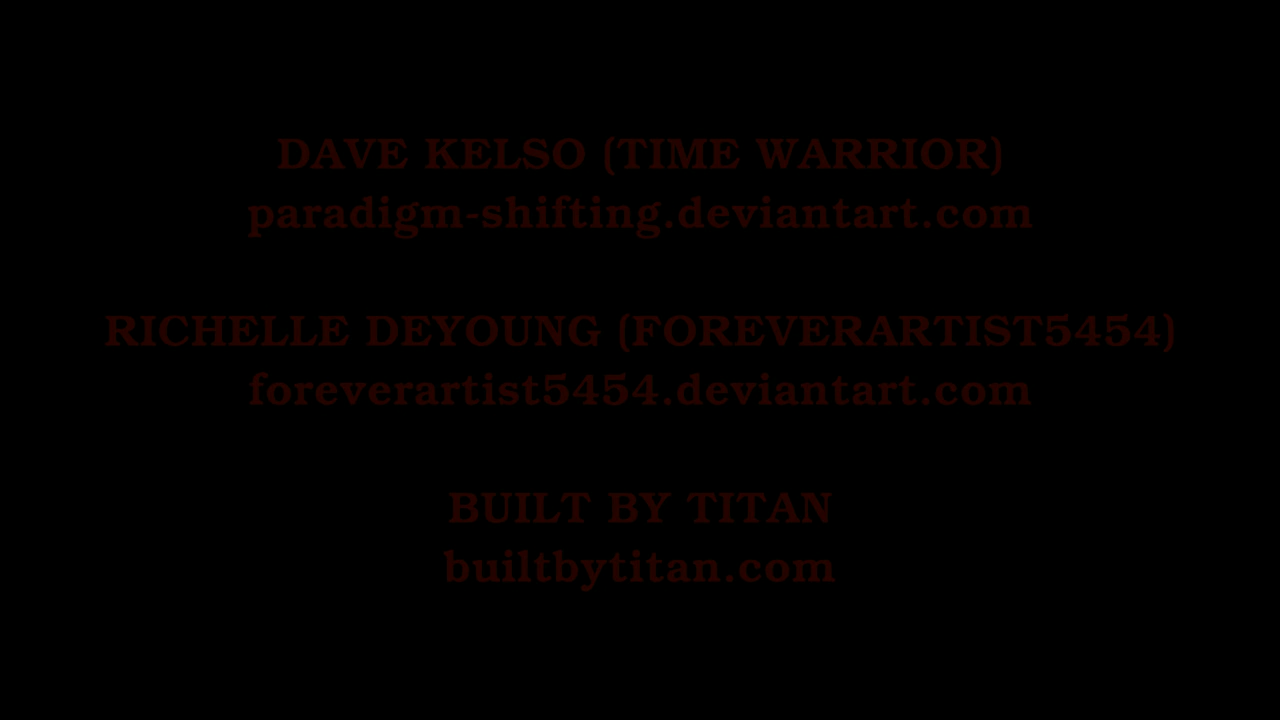 DAVE KELSO (TIME WARRIOR)
paradigm-shifting.deviantart.com
RICHELLE DEYOUNG (FOREVERARTIST5454)
foreverartist5454.deviantart.com
BUILT BY TITAN
builtbytitan.com